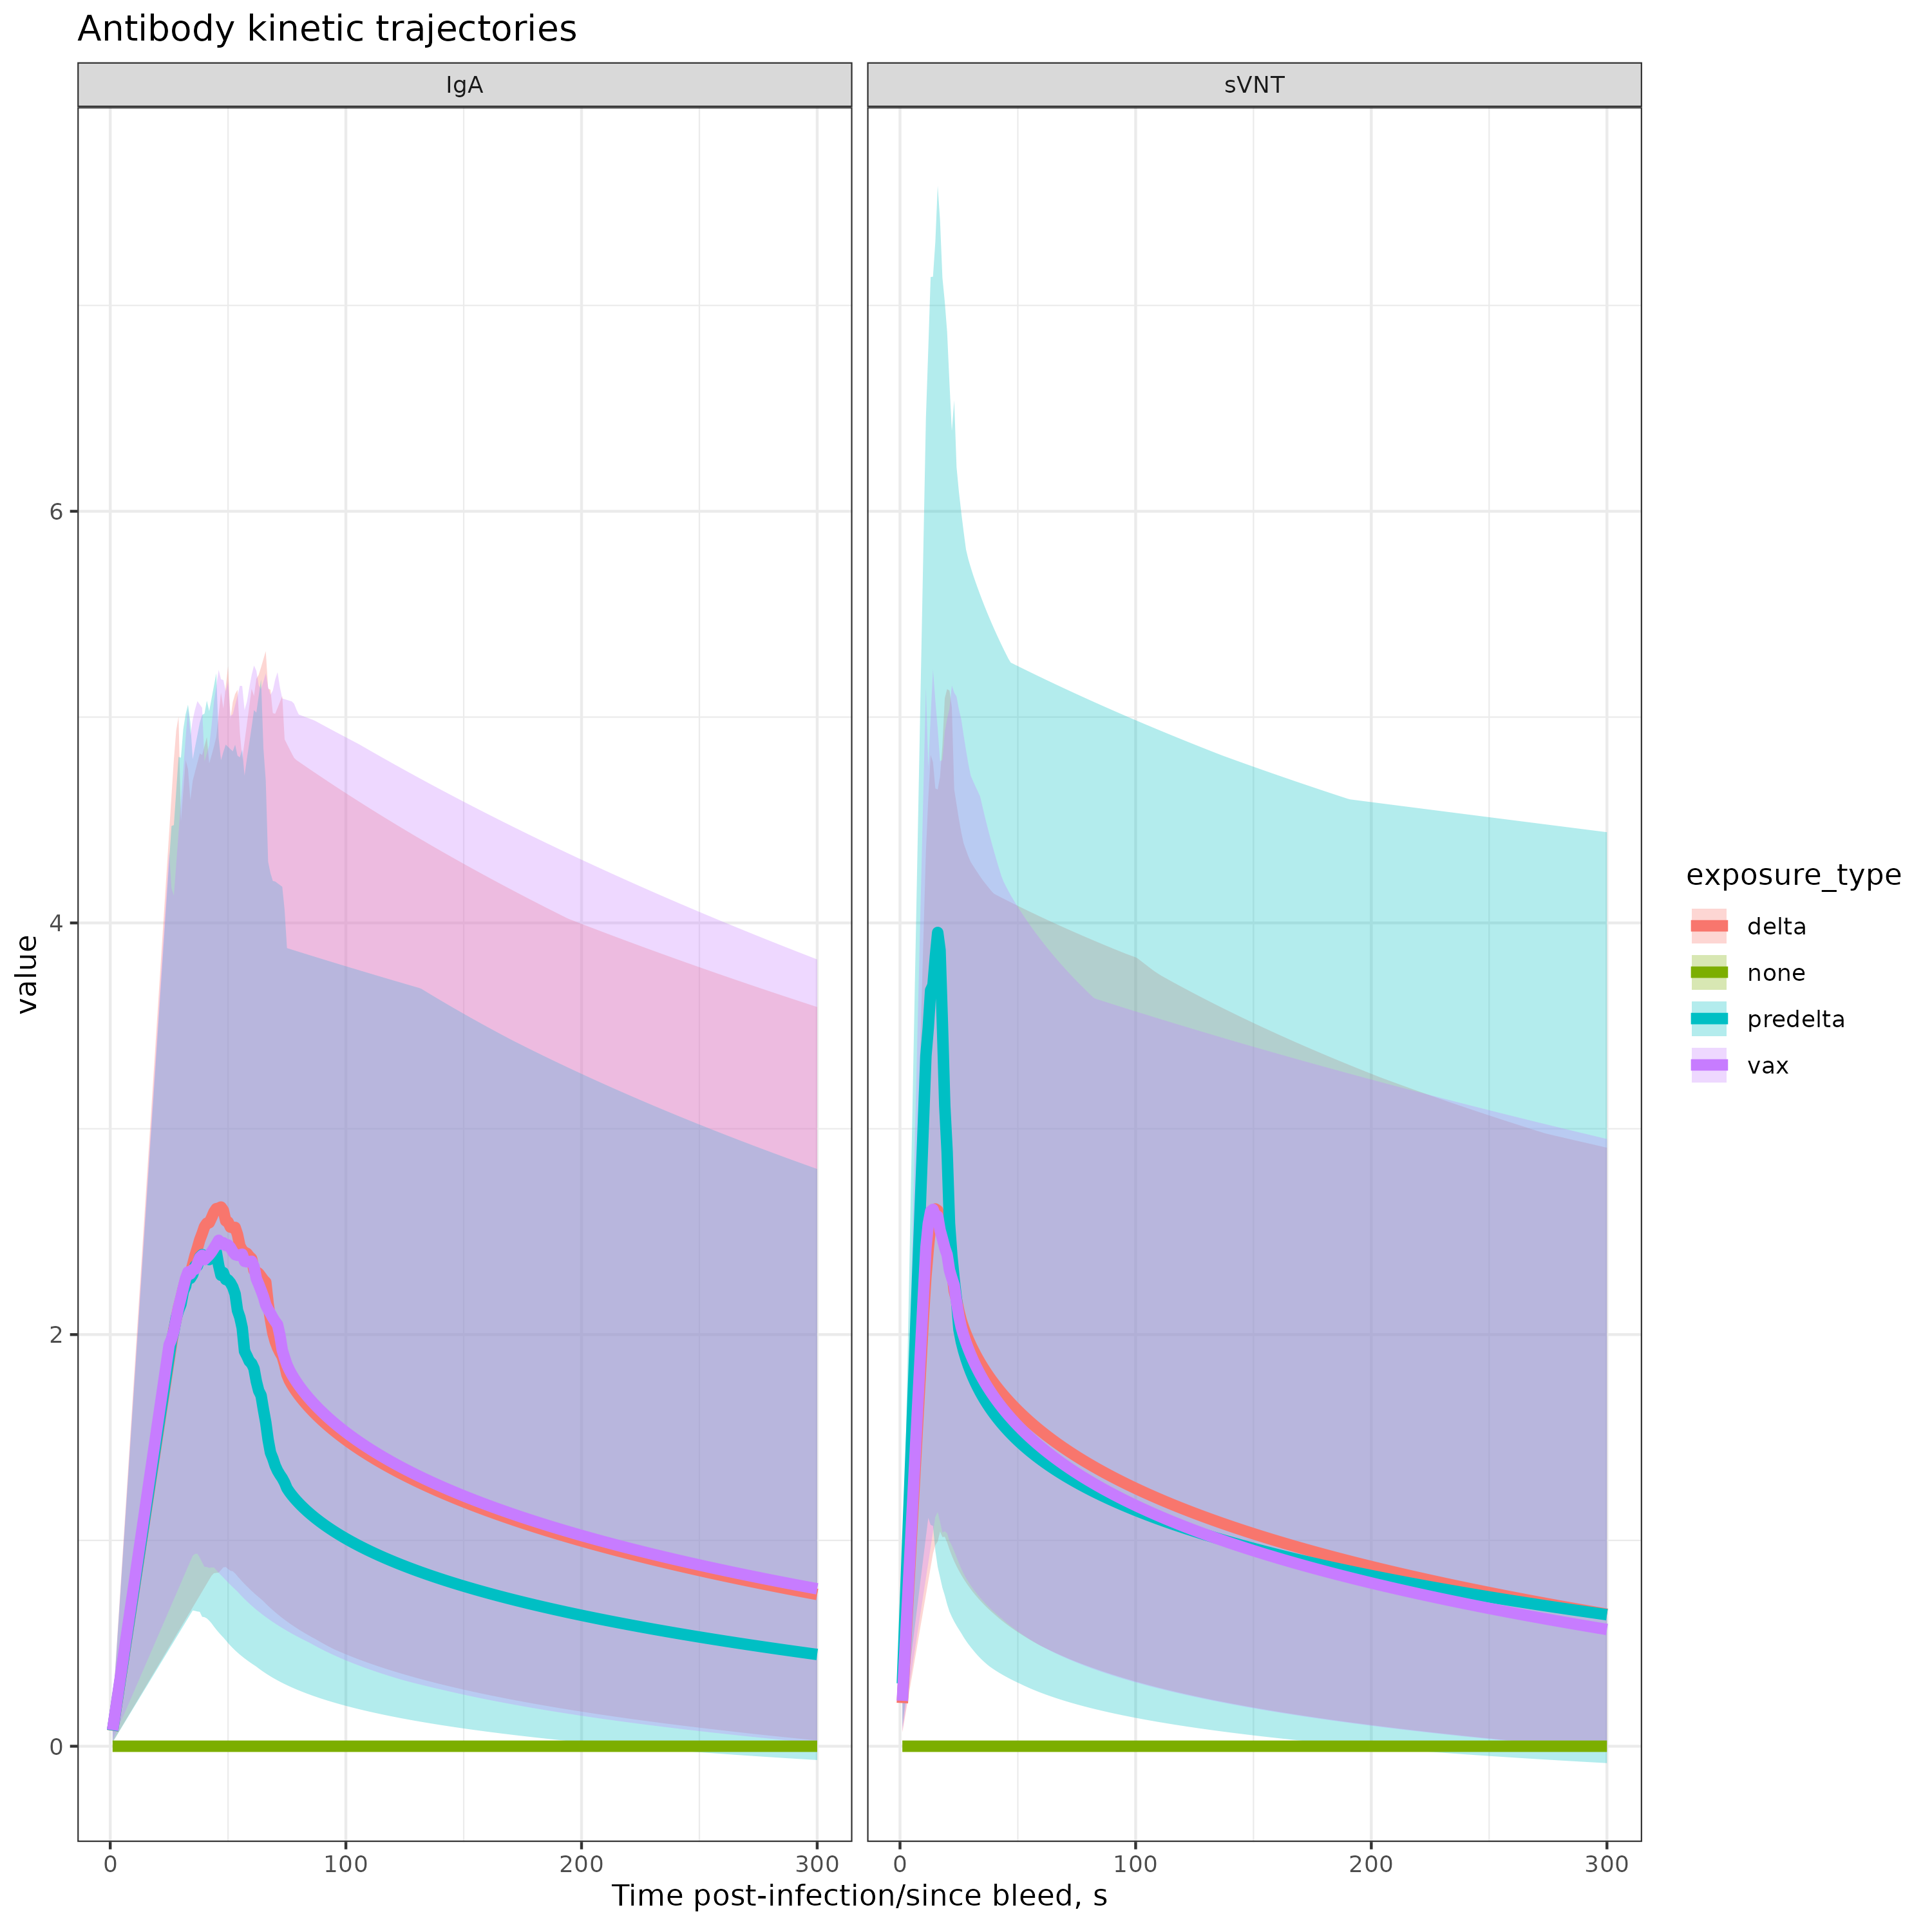 Antibody kinetic trajectories
IgA
sVNT
value
6
4
2
0
0
100
200
300
0
100
200
300
Time post-infection/since bleed, s
exposure_type
delta
none
predelta
vax